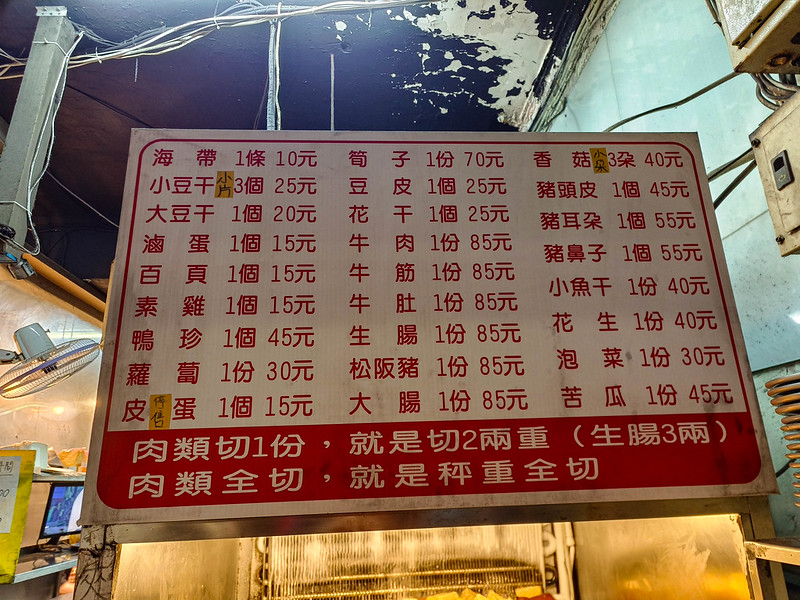 海帶 1條 10元
小豆干 小片 3個 25元
大豆干 1個 20元
滷蛋 1個 15元
百頁 1個 15元
素雞 1個 15元
鴨珍 1個 45元
蘿蔔 1份 30元
皮蛋 停售 1個 15元
筍子 1份 70元
豆皮 1個 25元
花干 1個 25元
牛肉 1份 85元
牛筋 1份 85元
牛肚 1份 85元
生腸 1份 85元
松阪豬 1份 85元
大腸 1份 85元
香菇 小朵 3朶 40元
豬頭皮 1個 45元
豬耳朶 1個 55元
豬鼻子 1個 55元
小魚干 1份 40元
花生 1份 40元
泡菜 1份 30元
苦瓜 1份 45元
肉類切1份，就是切2兩重（生腸3兩）
肉類全切，就是秤重全切